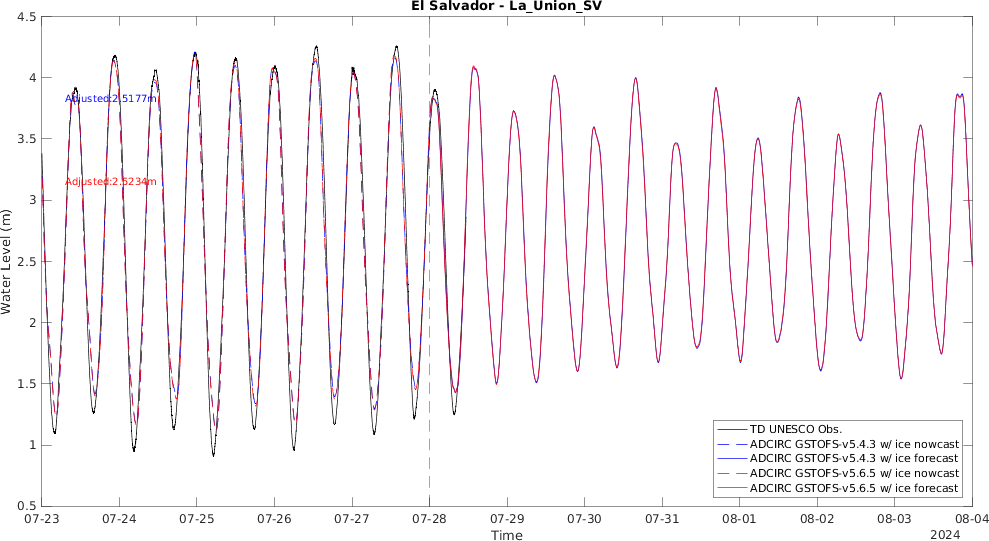 El Salvador - La_Union_SV
4.5
4
3.5
3
2.5
2
1.5
1
0.5
Water Level (m)
Adjusted:2.5177m
Adjusted:2.5234m
TD UNESCO Obs.
ADCIRC GSTOFS-v5.4.3 w/ ice nowcast
ADCIRC GSTOFS-v5.4.3 w/ ice forecast
ADCIRC GSTOFS-v5.6.5 w/ ice nowcast
ADCIRC GSTOFS-v5.6.5 w/ ice forecast
07-23 07-24 07-25 07-26 07-27 07-28 07-29 07-30 07-31 08-01 08-02 08-03 08-04
Time
2024